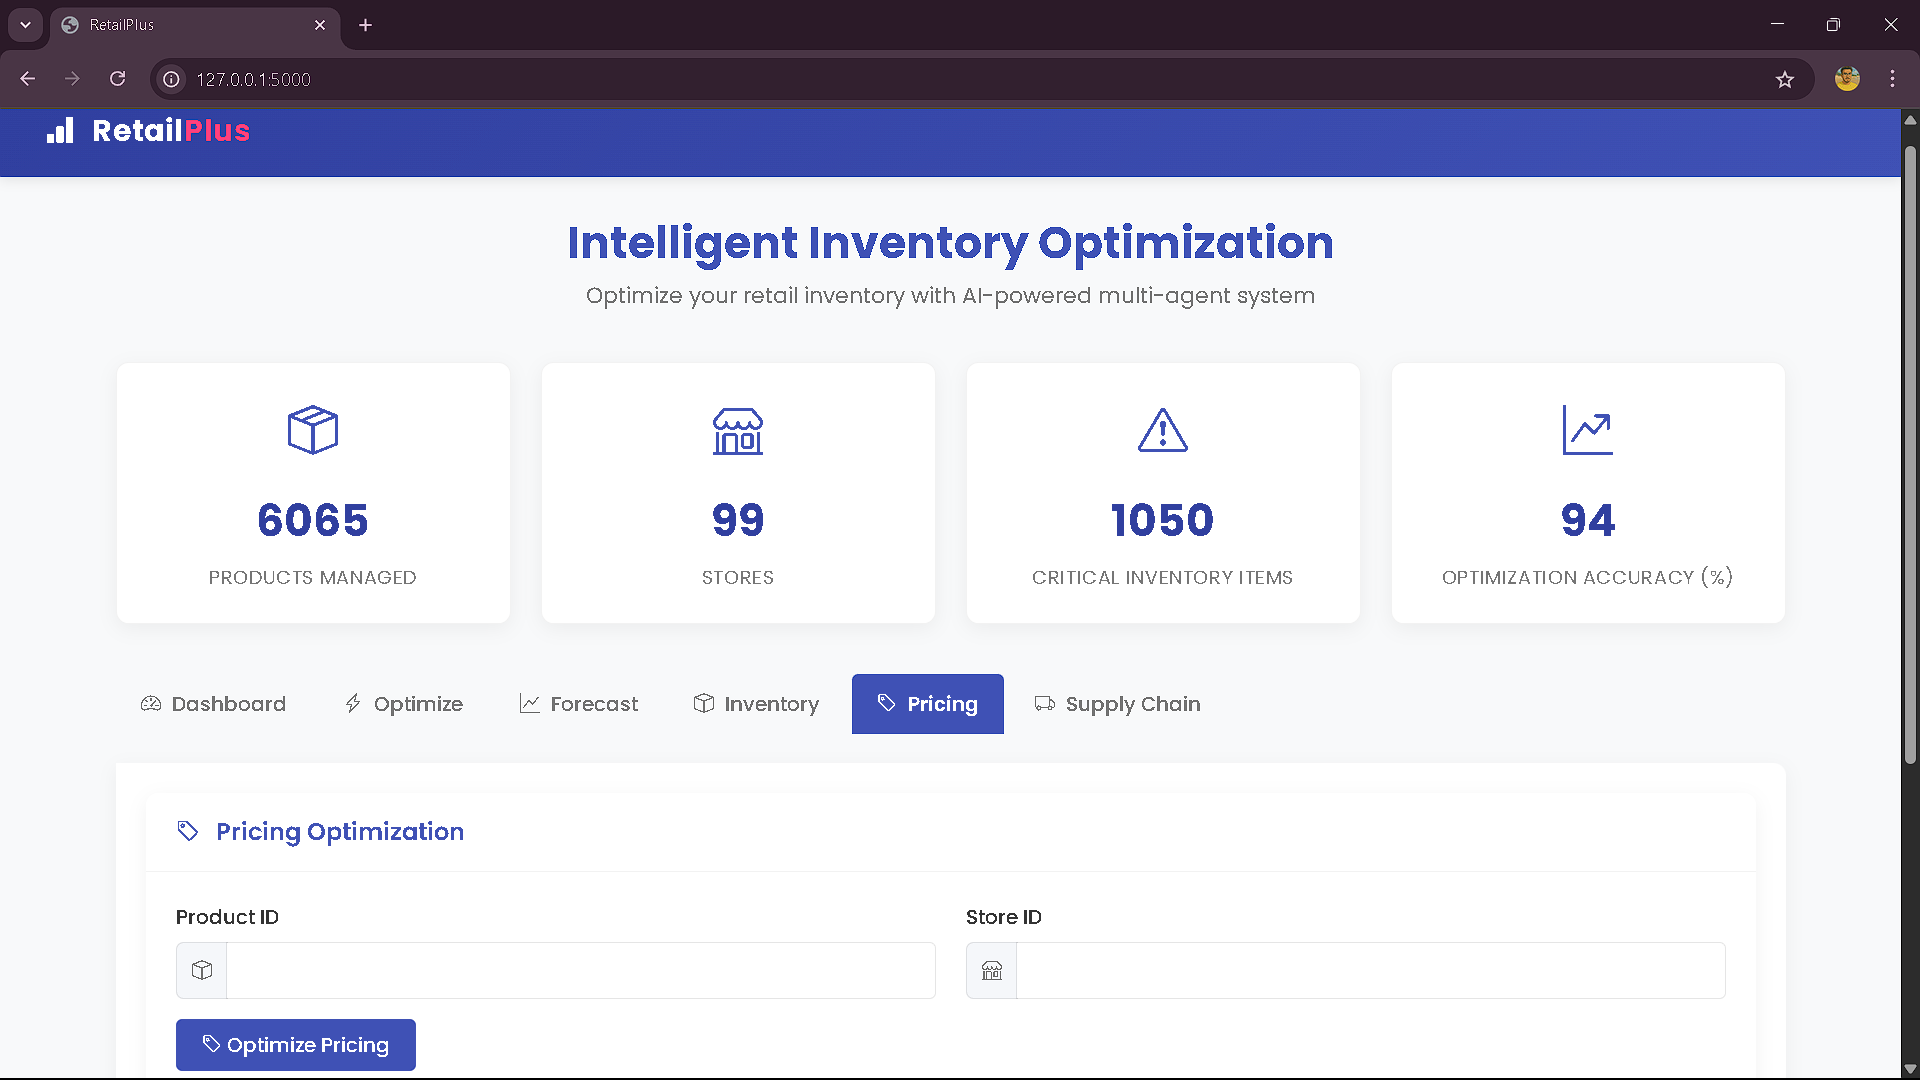 RetailPlus
127.0.0.1:5000
RetailPlus
Intelligent Inventory Optimization
Optimize your retail inventory with AI-powered multi-agent system
6065
PRODUCTS MANAGED
99
STORES
1050
CRITICAL INVENTORY ITEMS
94
OPTIMIZATION ACCURACY (%)
Dashboard
Optimize
Forecast
Inventory
Pricing
Supply Chain
Pricing Optimization
Product ID
Store ID
Optimize Pricing